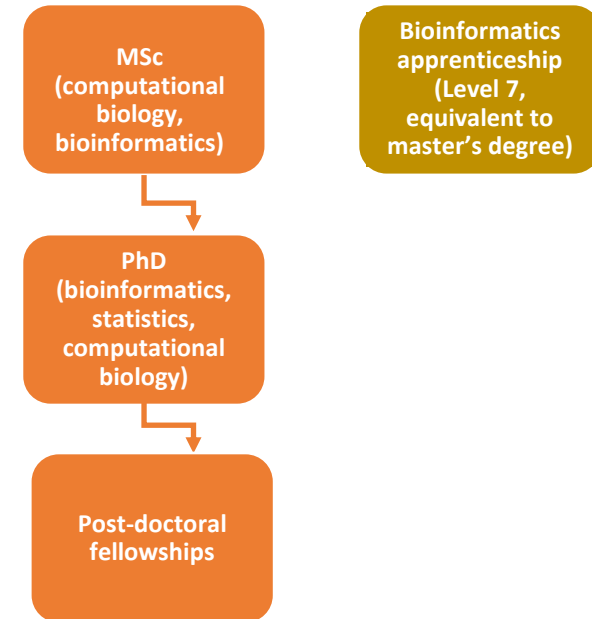 MSc
(computational
biology,
bioinformatics)
Bioinformatics
apprenticeship
(Level 7,
equivalent to
master’s degree)
PhD
(bioinformatics,
statistics,
computational
biology)
Post-doctoral
fellowships